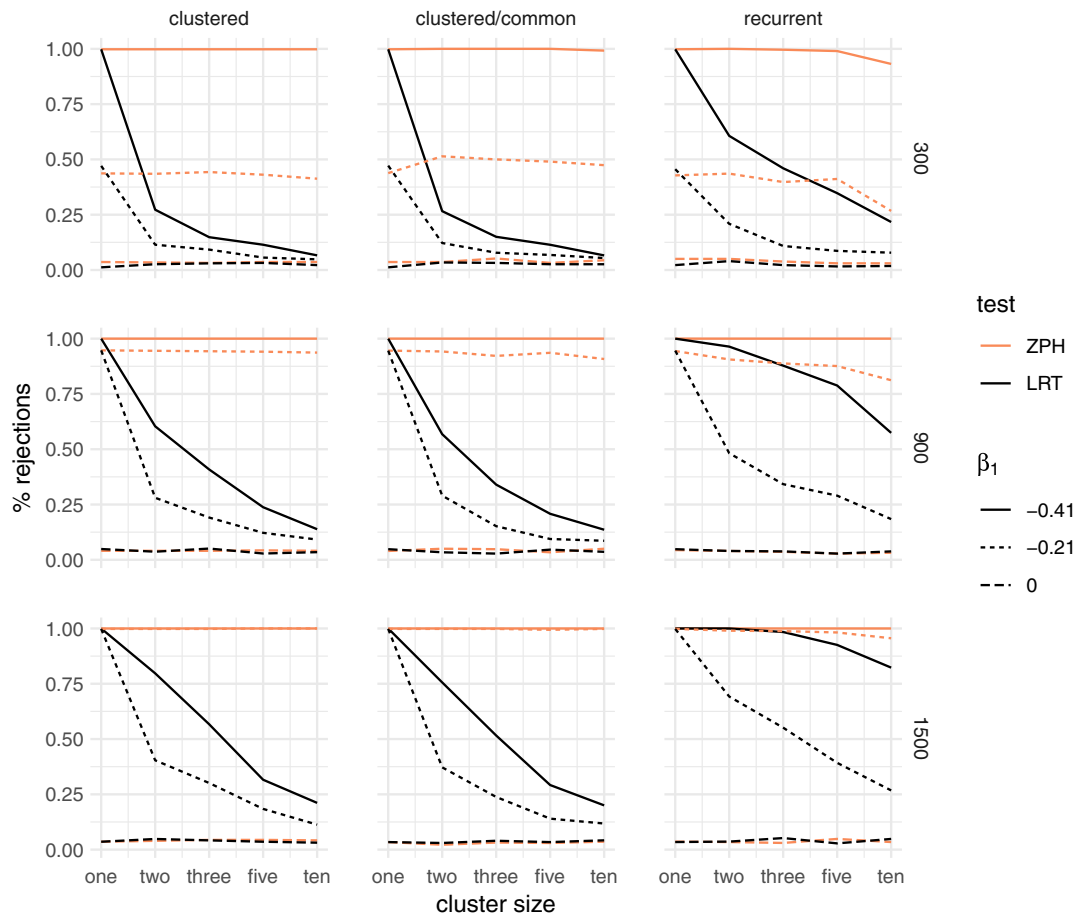 clustered
clustered/common
recurrent
1.00
0.75
0.50
0.25
0.00
300
1.00
0.75
0.50
0.25
0.00
900
1.00
0.75
0.50
0.25
0.00
1500
% rejections
one two three five ten
one two three five ten
one two three five ten
cluster size
test
ZPH
LRT
β₁
−0.41
−0.21
0